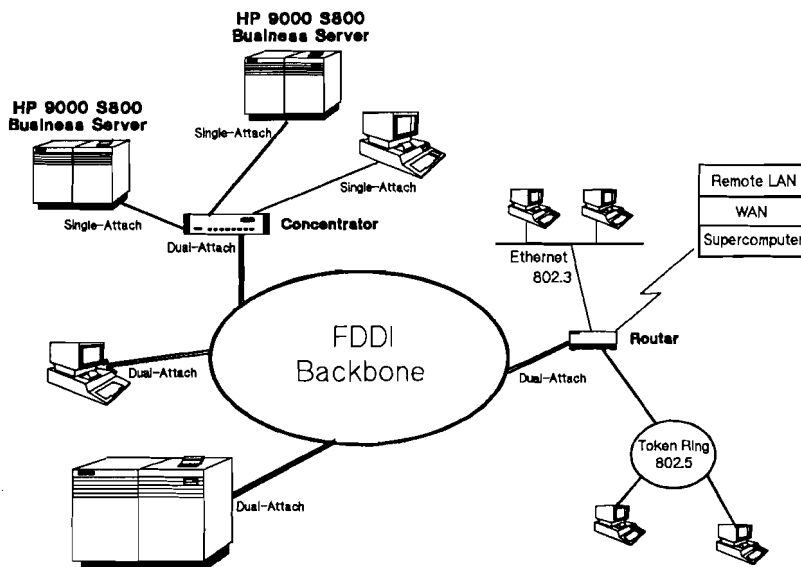 HP 9000 S800
Business Server
HP 9000 S800
Business Server
Single-Attach
Single-Attach
Single-Attach
Concentrator
Dual-Attach
Remote LAN
WAN
Supercomputer
Ethernet
802.3
FDDI
Backbone
Routar
Dual-Attach
Dual-Attach
Token Ring
802.5
Dual-Attach